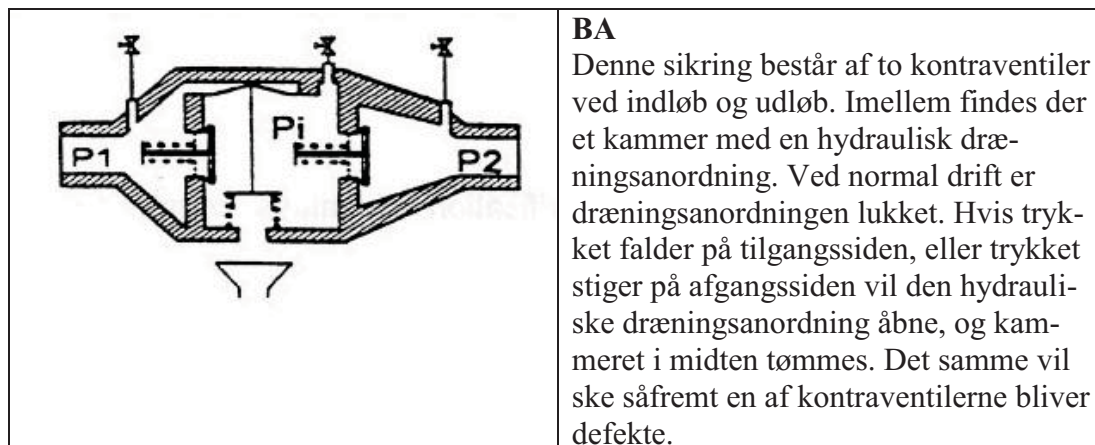 P1
Pi
P2
BA
Denne sikring består af to kontraventiler
ved indløb og udløb. Imellem findes der
et kammer med en hydraulisk dræ-
ningsanordning. Ved normal drift er
dræningsanordningen lukket. Hvis tryk-
ket falder på tilgangssiden, eller trykket
stiger på afgangssiden vil den hydrauli-
ske dræningsanordning åbne, og kam-
meret i midten tømmes. Det samme vil
ske såfremt en af kontraventilerne bliver
defekte.